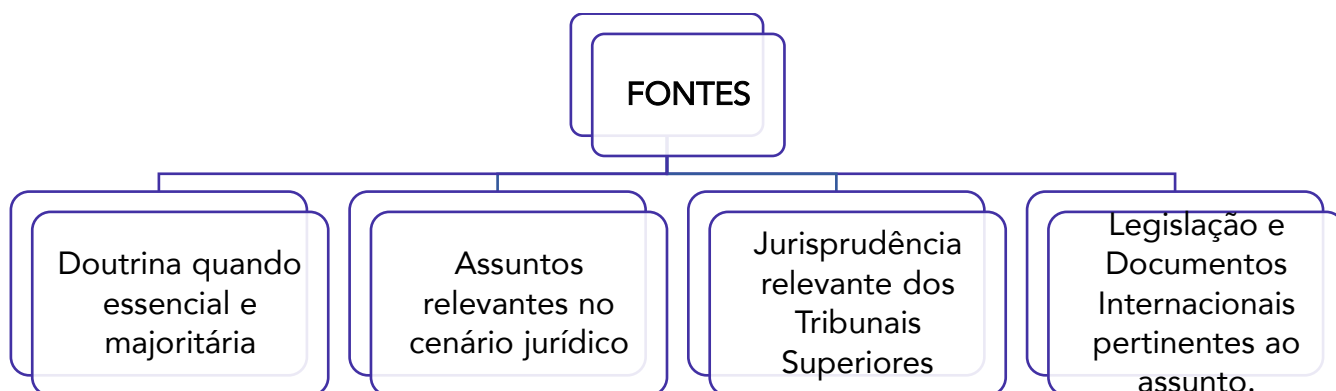 FONTES
Doutrina quando
essencial e
majoritária
Assuntos
relevantes no
cenário jurídico
Jurisprudência
relevante dos
Tribunais
Superiores
Legislação e
Documentos
Internacionais
pertinentes ao
assunto.